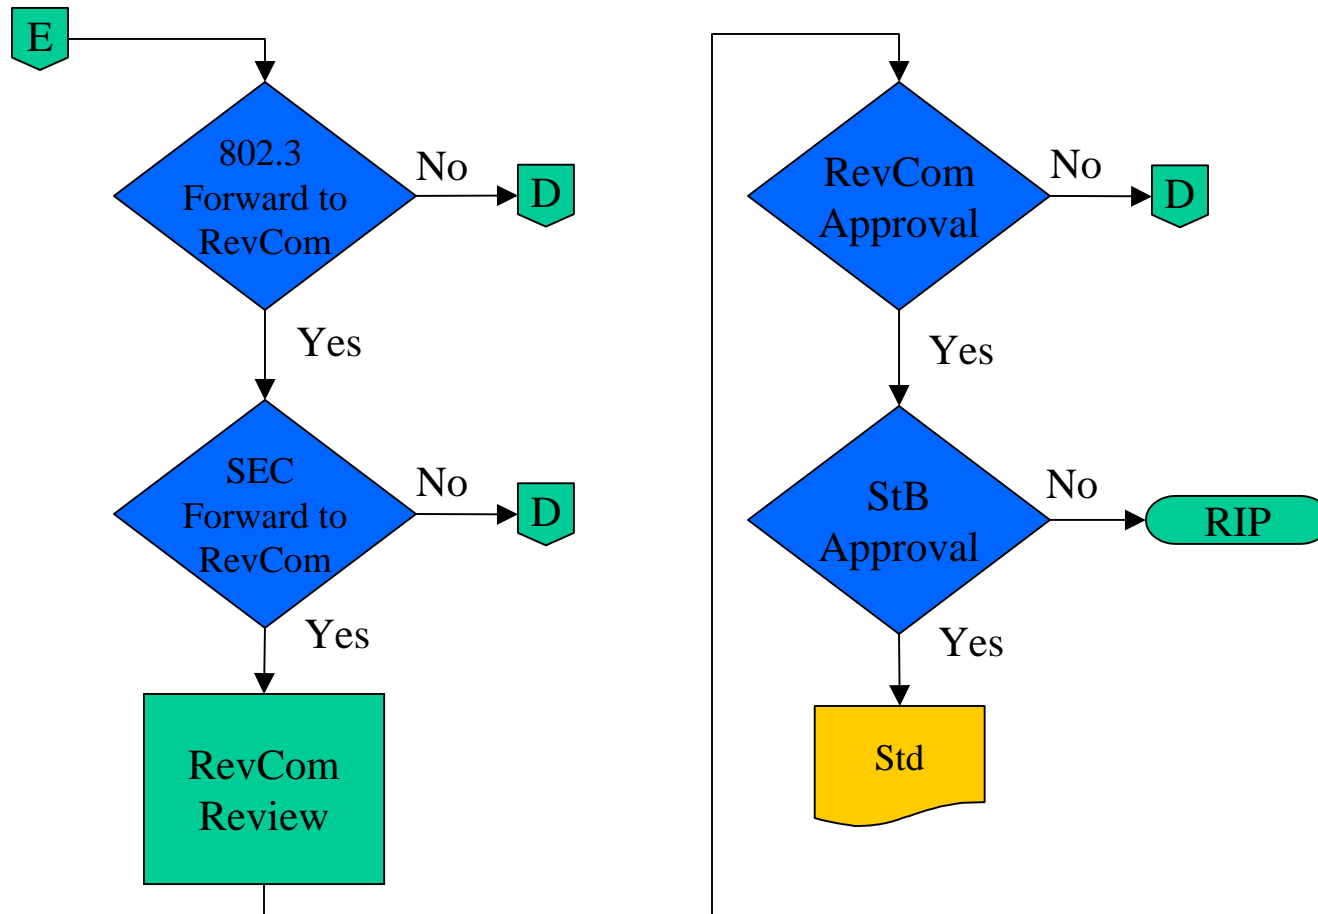 E
802.3
Forward to
RevCom
No
D
Yes
SEC
Forward to
RevCom
No
D
Yes
RevCom
Review
RevCom
Approval
No
D
Yes
StB
Approval
No
RIP
Yes
Std